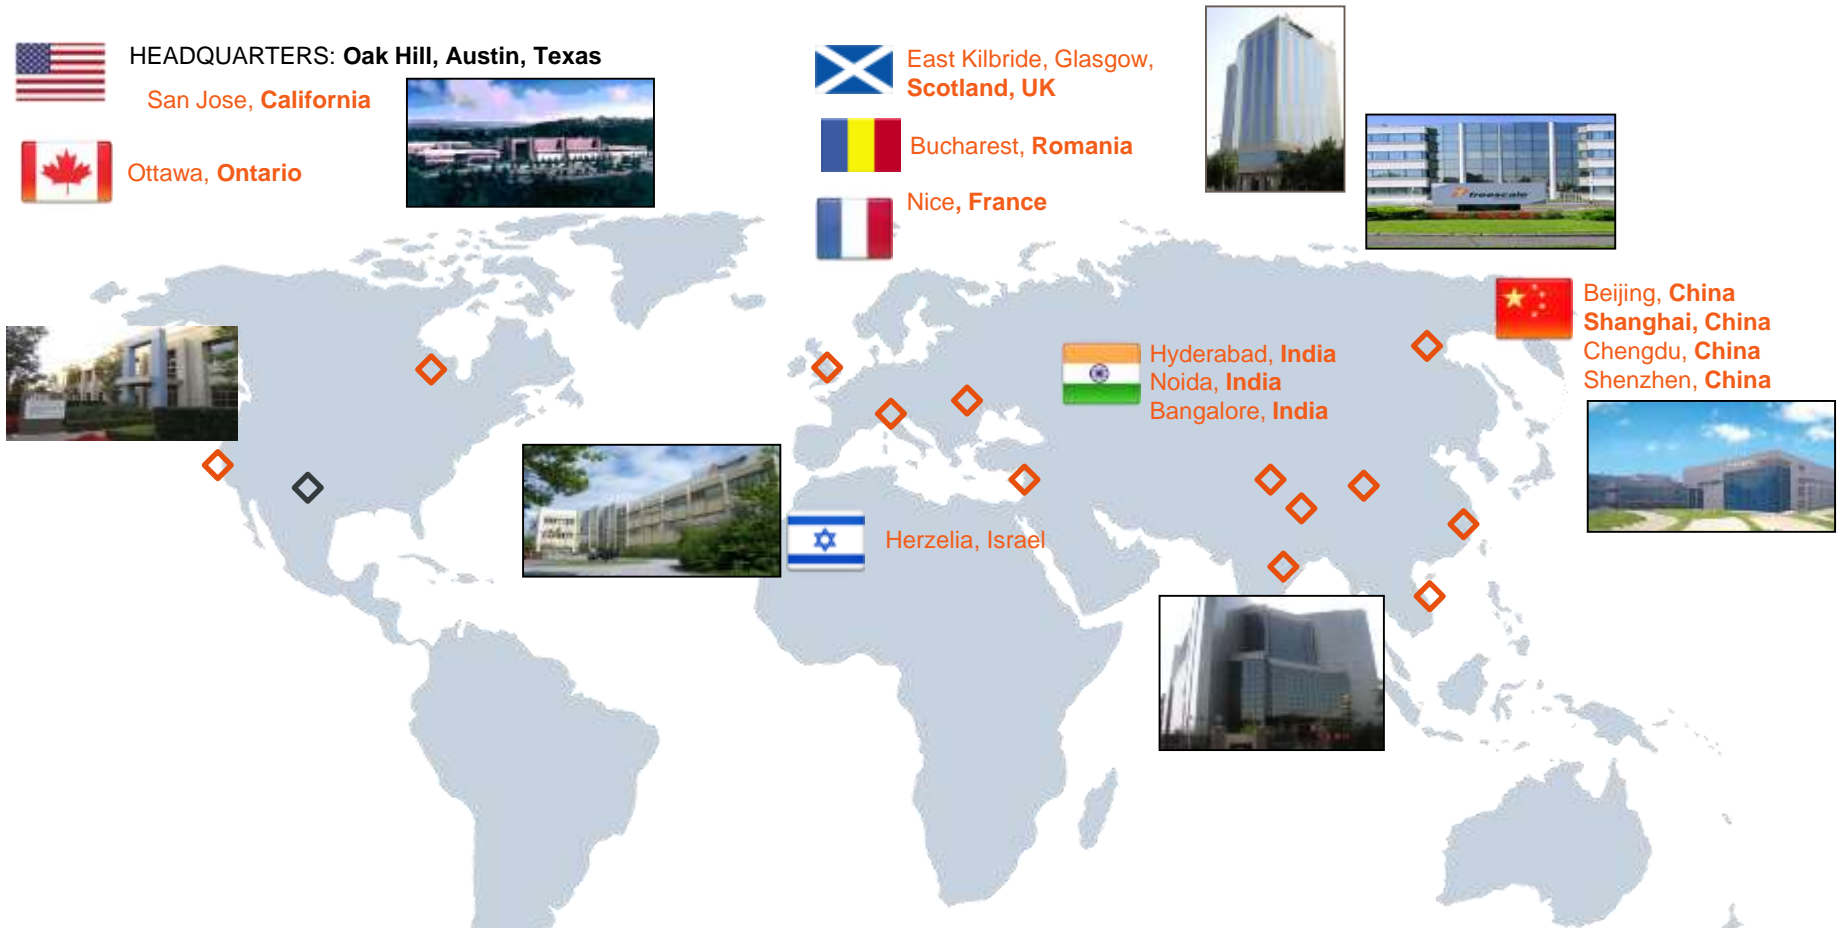 HEADQUARTERS: Oak Hill, Austin, Texas
San Jose, California
Ottawa, Ontario
East Kilbride, Glasgow,
Scotland, UK
Bucharest, Romania
Nice, France
freescale
Beijing, China
Shanghai, China
Chengdu, China
Shenzhen, China
Hyderabad, India
Noida, India
Bangalore, India
Herzelia, Israel